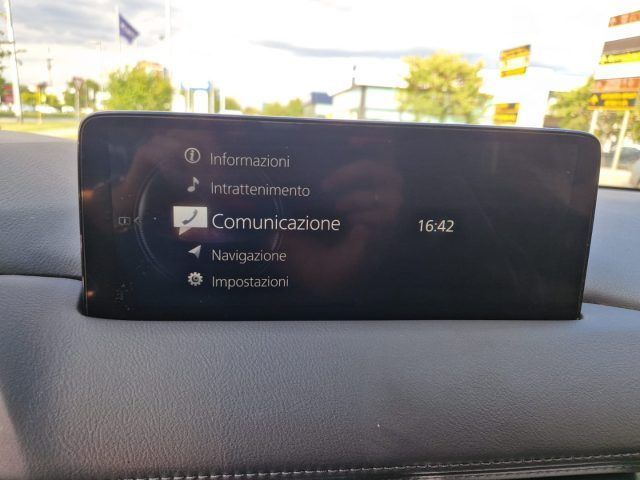 Informazioni
Intrattenimento
Comunicazione
16:42
Navigazione
Impostazioni